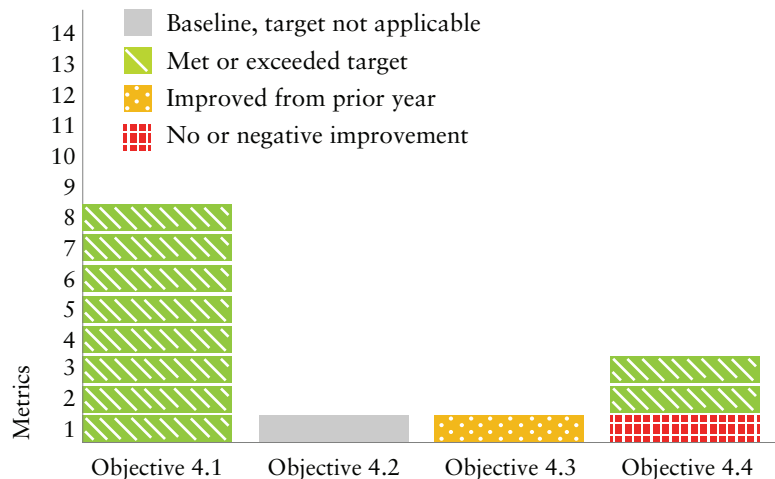 Baseline, target not applicable
Met or exceeded target
Improved from prior year
No or negative improvement
14
13
12
11
10
9
8
7
6
5
4
3
2
1
Metrics
Objective 4.1
Objective 4.2
Objective 4.3
Objective 4.4